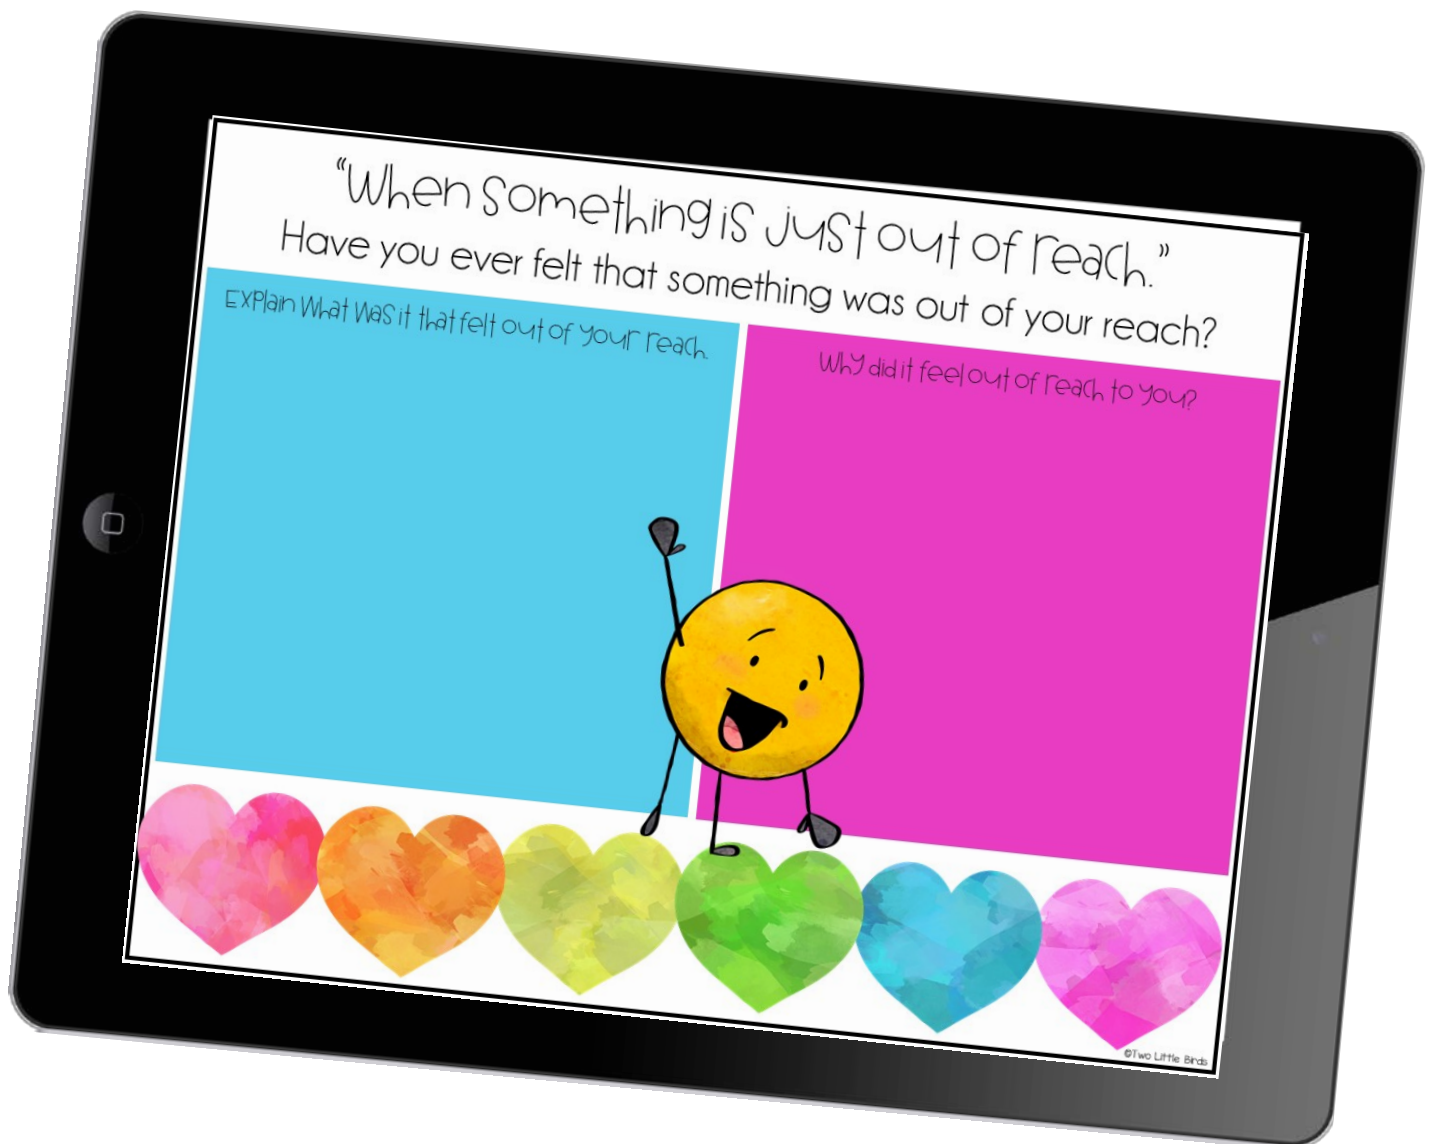 "When something is just out of reach."
Have you ever felt that something was out of your reach?
Explain What Was it that felt out of your reach.
Why did it feel out of reach to you?
©Two Little Birds